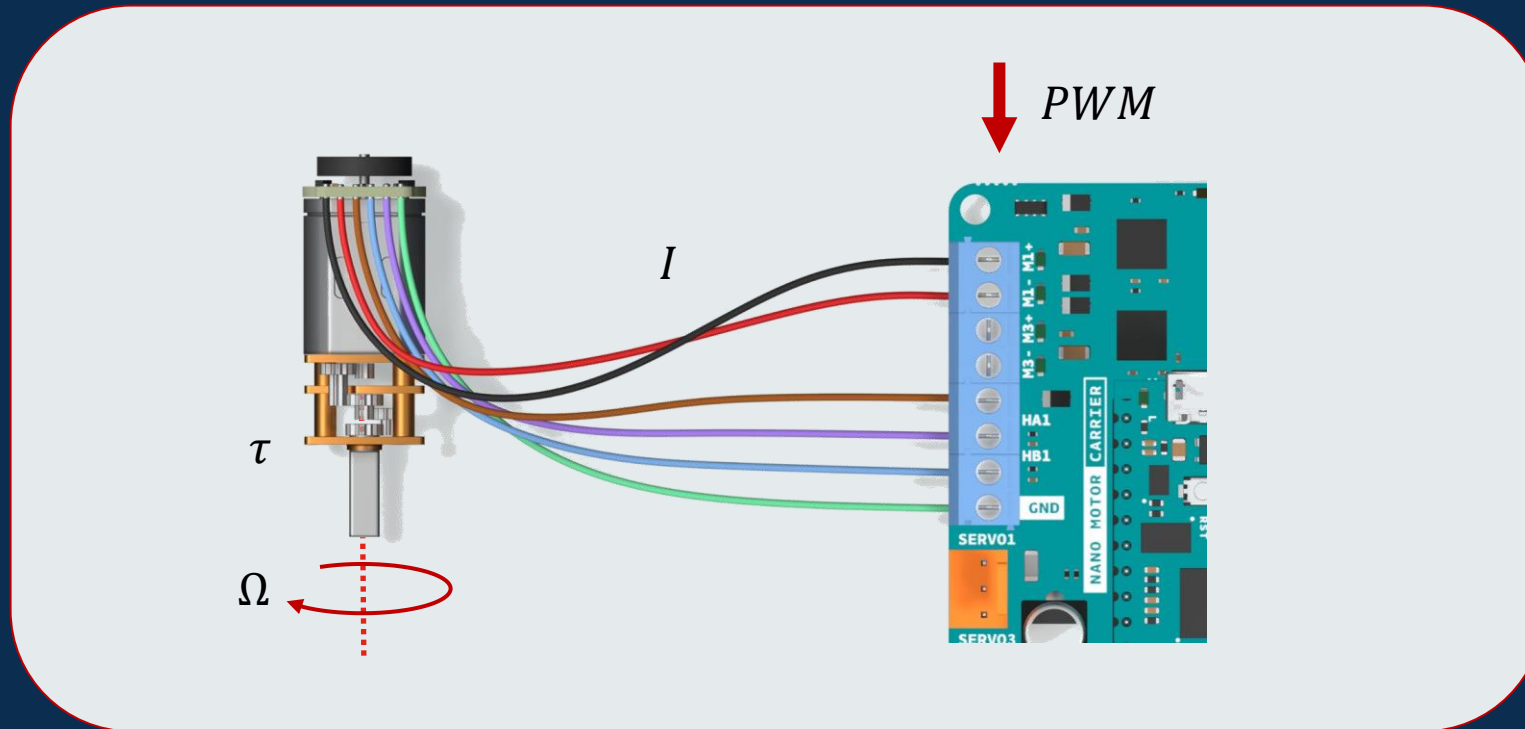 PWM
I
τ
Ω
M1+
M1-
M3+
M3-
HA1
HB1
GND
SERVO1
SERVO3
NANO MOTOR CARRIER
L